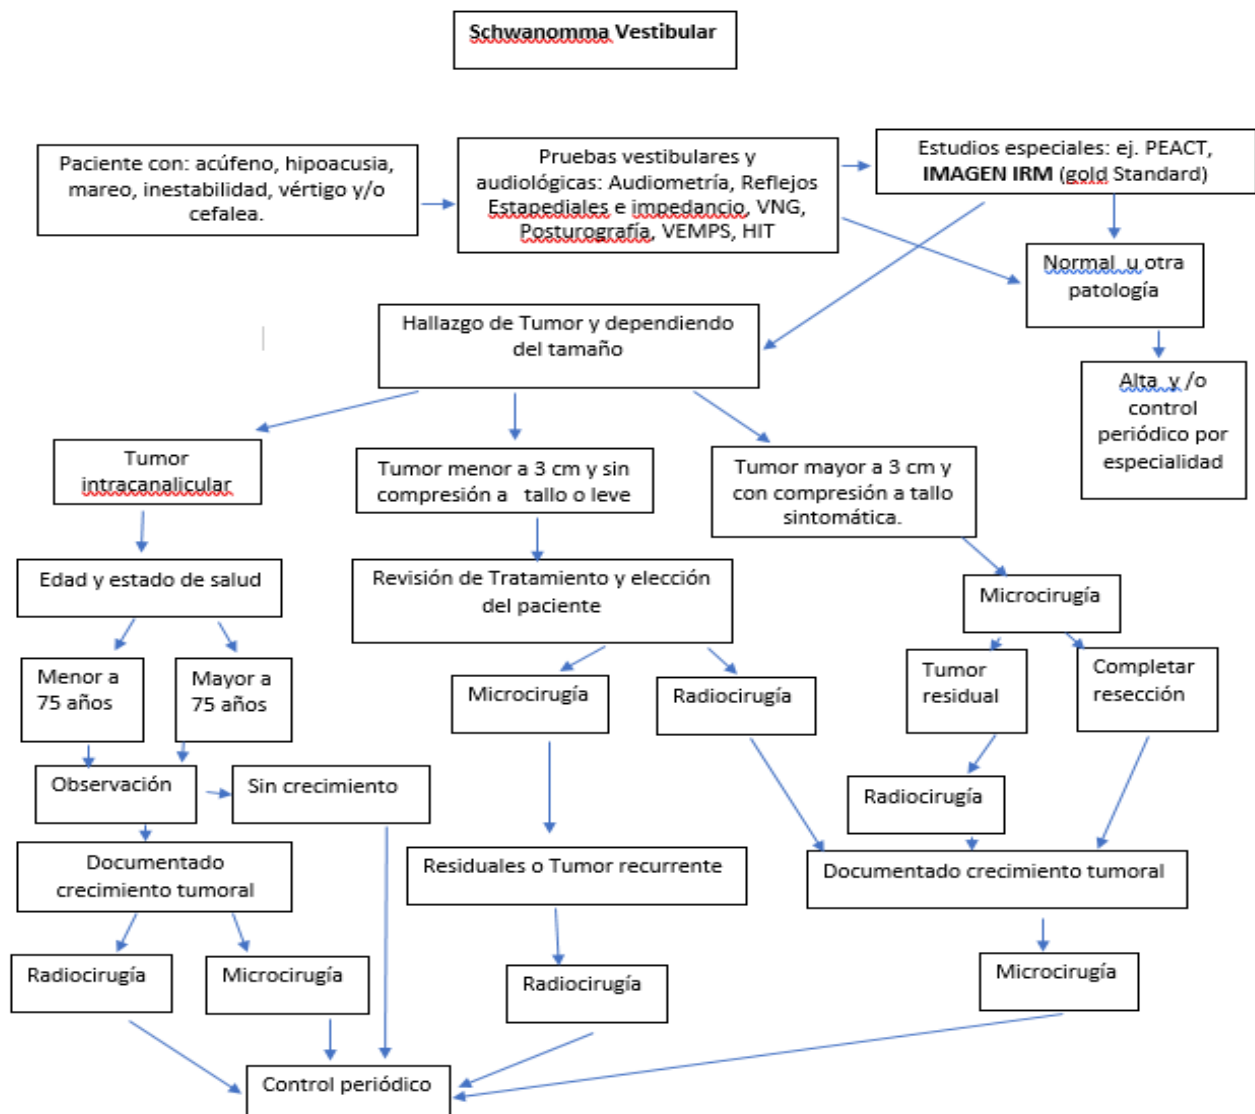 Schwanomma Vestibular
Paciente con: acúfeno, hipoacusia,
mareo, inestabilidad, vértigo y/o
cefalea.
Pruebas vestibulares y
audiológicas: Audiometría, Reflejos
Estapediales e impedancio, VNG,
Posturografía, VEMPS, HIT
Estudios especiales: ej. PEACT,
IMAGEN IRM (gold Standard)
Normal u otra
patología
Alta y /o
control
periódico por
especialidad
Hallazgo de Tumor y dependiendo
del tamaño
Tumor
intracanalicular
Tumor menor a 3 cm y sin
compresión a tallo o leve
Tumor mayor a 3 cm y
con compresión a tallo
sintomática.
Edad y estado de salud
Revisión de Tratamiento y elección
del paciente
Microcirugía
Menor a
75 años
Mayor a
75 años
Microcirugía
Radiocirugía
Tumor
residual
Completar
resección
Observación
Sin crecimiento
Radiocirugía
Documentado
crecimiento tumoral
Residuales o Tumor recurrente
Documentado crecimiento tumoral
Radiocirugía
Microcirugía
Radiocirugía
Microcirugía
Control periódico